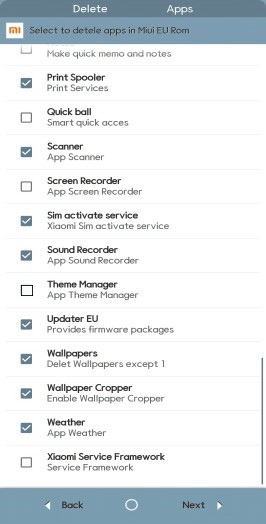 Delete Apps
mi Select to detele apps in Miui EU Rom
Make quick memo and notes
Print Spooler
Print Services
Quick ball
Smart quick acces
Scanner
App Scanner
Screen Recorder
App Screen Recorder
Sim activate service
Xiaomi Sim activate service
Sound Recorder
App Sound Recorder
Theme Manager
App Theme Manager
Updater EU
Provides firmware packages
Wallpapers
Delet Wallpapers except 1
Wallpaper Cropper
Enable Wallpaper Cropper
Weather
App Weather
Xiaomi Service Framework
Service Framework
Back Next